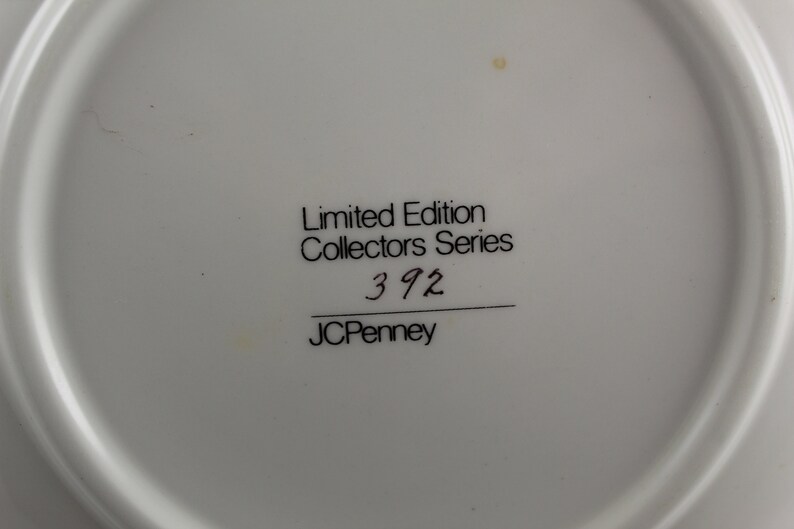 Limited Edition
Collectors Series
392
JCPenney